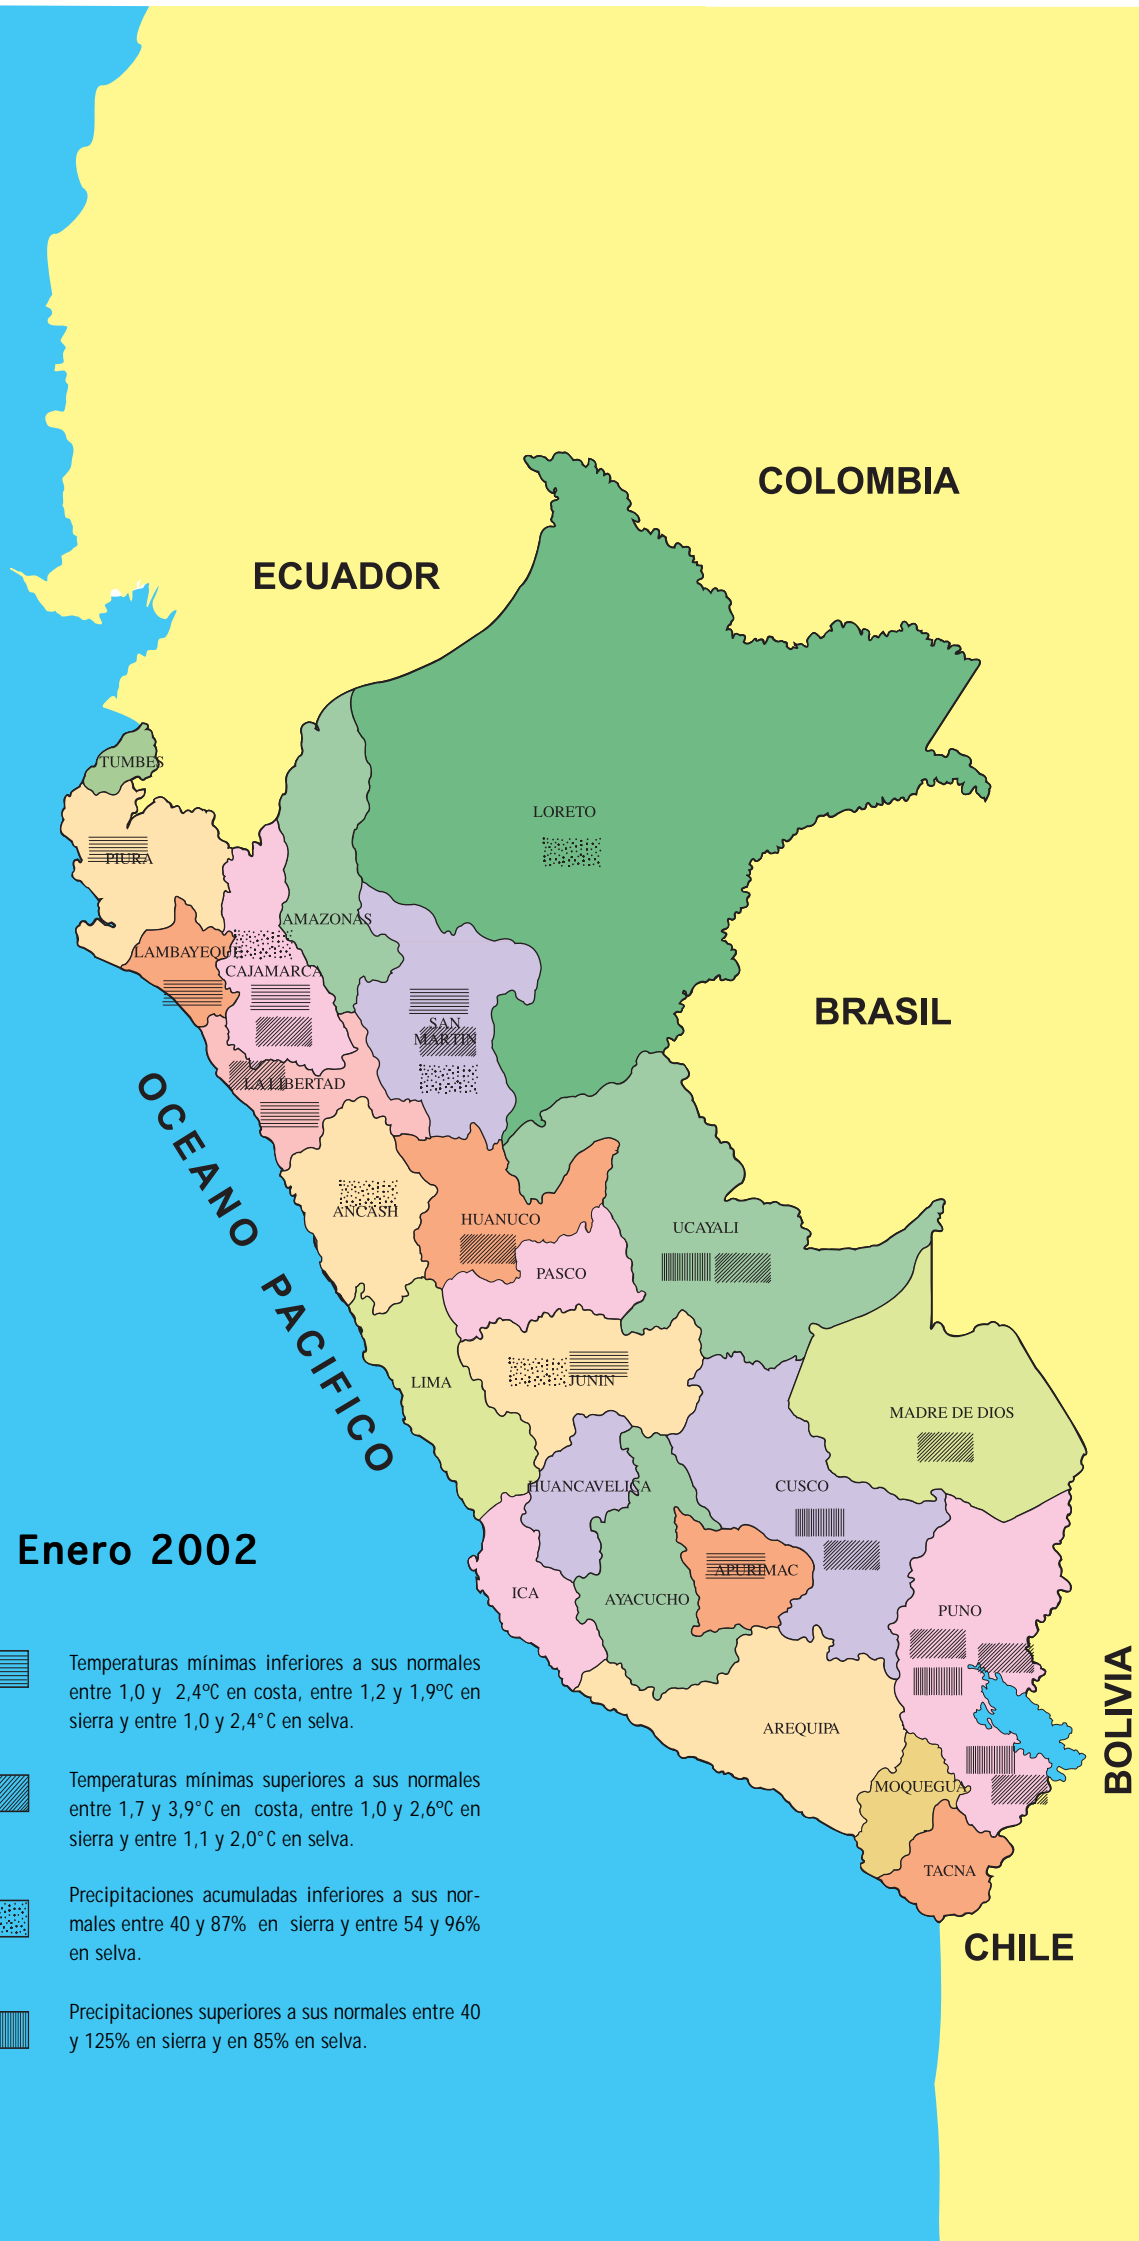 COLOMBIA
ECUADOR
TUMBES
LORETO
PIURA
AMAZONAS
LAMBAYEQUE
CAJAMARCA
BRASIL
SAN
MARTIN
LA LIBERTAD
OCEANO PACIFICO
ANCASH
HUANUCO
UCAYALI
PASCO
LIMA
JUNIN
MADRE DE DIOS
HUANCAVELICA
CUSCO
Enero 2002
APURIMAC
ICA
AYACUCHO
PUNO
BOLIVIA
AREQUIPA
MOQUEGUA
TACNA
CHILE
Temperaturas mínimas inferiores a sus normales
entre 1,0 y 2,4ºC en costa, entre 1,2 y 1,9ºC en
sierra y entre 1,0 y 2,4°C en selva.
Temperaturas mínimas superiores a sus normales
entre 1,7 y 3,9°C en costa, entre 1,0 y 2,6ºC en
sierra y entre 1,1 y 2,0°C en selva.
Precipitaciones acumuladas inferiores a sus nor-
males entre 40 y 87% en sierra y entre 54 y 96%
en selva.
Precipitaciones superiores a sus normales entre 40
y 125% en sierra y en 85% en selva.